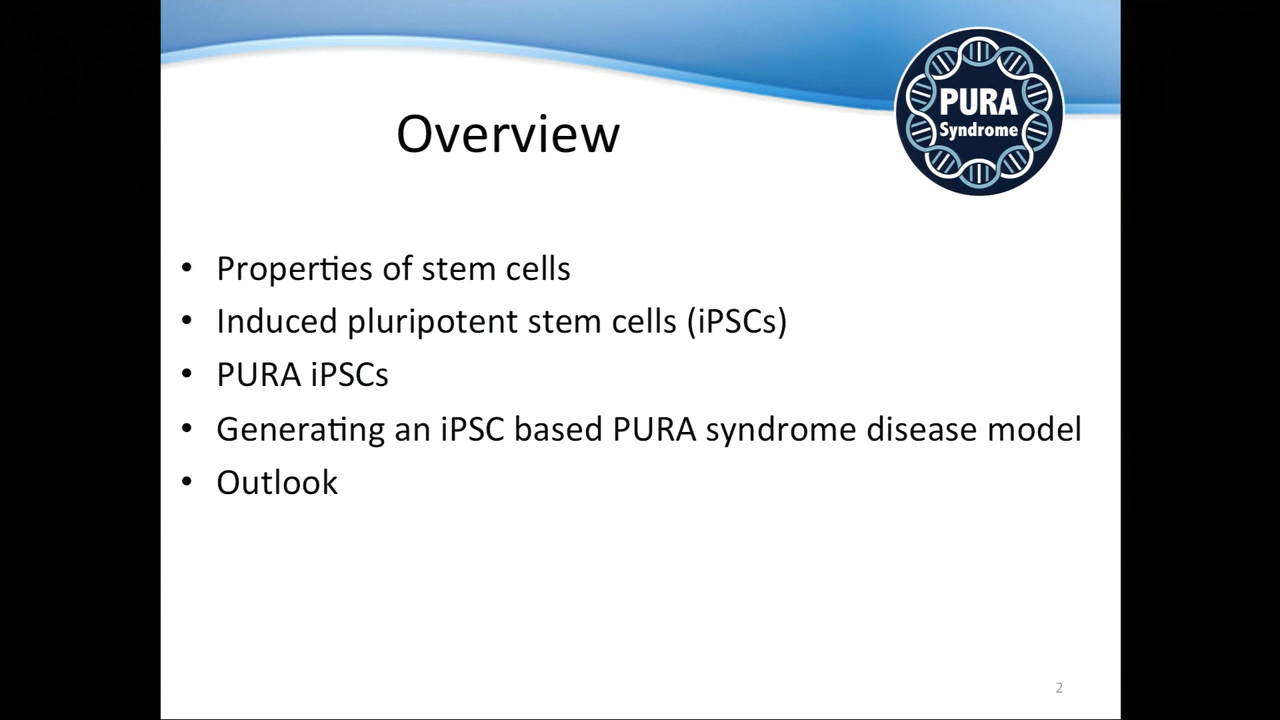 PURA
Syndrome
Overview
• Properties of stem cells
• Induced pluripotent stem cells (iPSCs)
• PURA iPSCs
• Generating an iPSC based PURA syndrome disease model
• Outlook
2